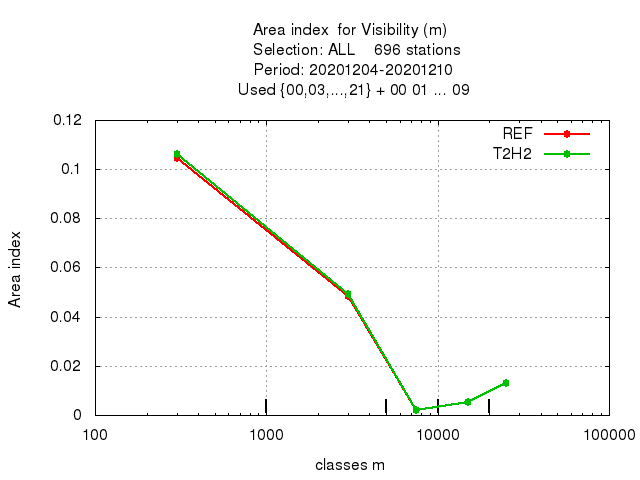 Area index  for Visibility (m)
Selection: ALL    696 stations
Period: 20201204-20201210
Used {00,03,...,21} + 00 01 ... 09
REF
T2H2
0.12
0.1
0.08
0.06
0.04
0.02
0
Area index
100
1000
10000
100000
classes m